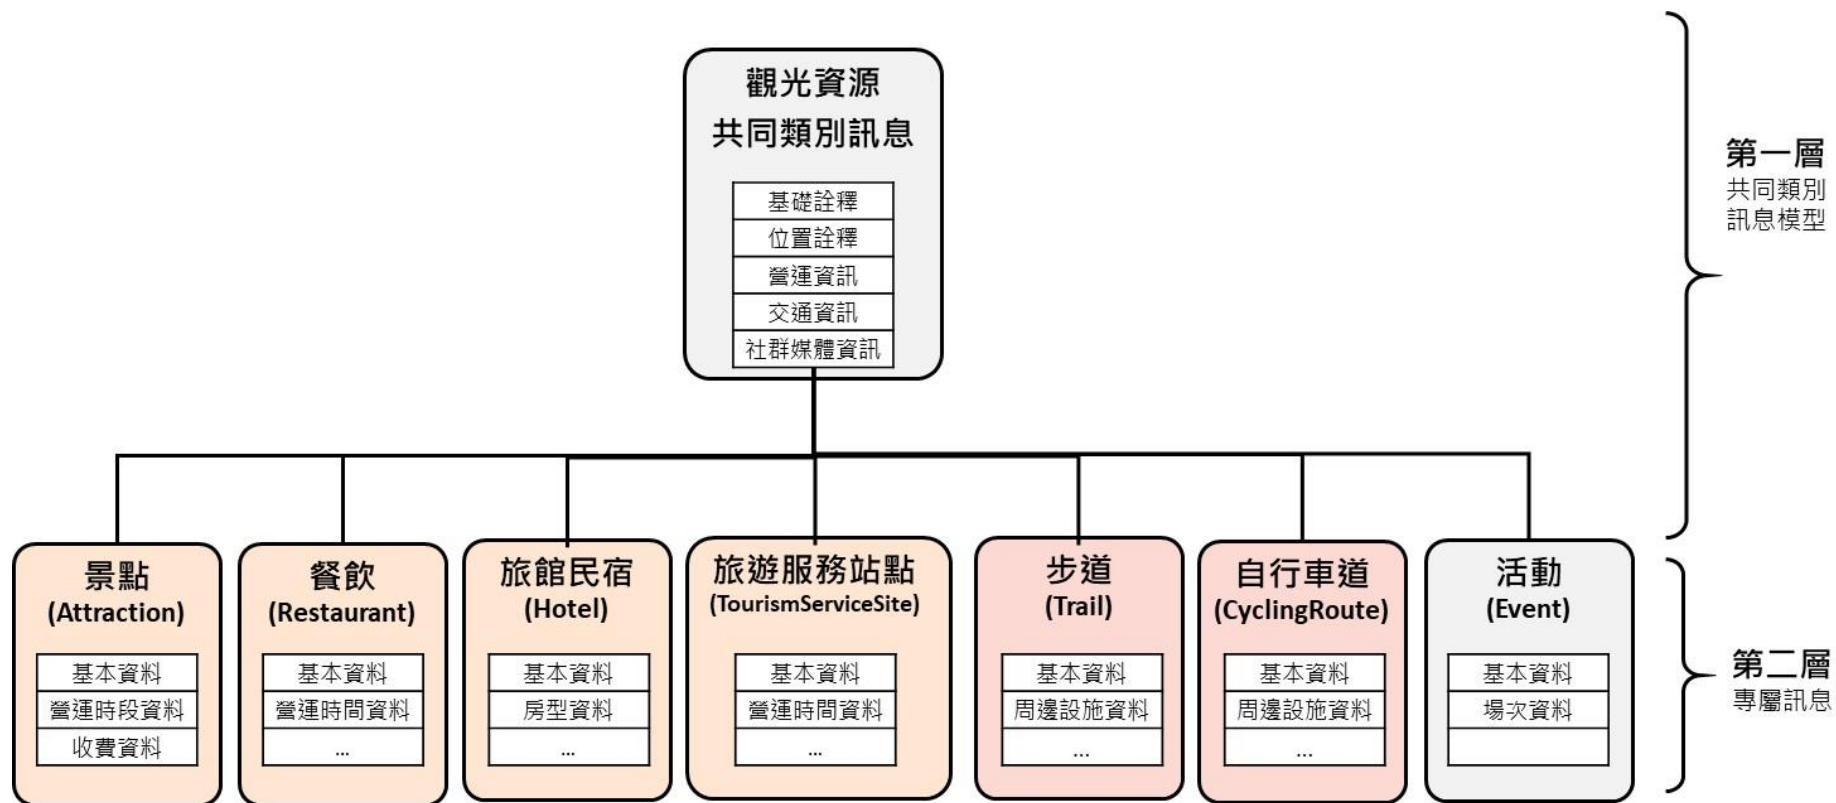 觀光資源
共同類別訊息
基礎詮釋
位置詮釋
營運資訊
交通資訊
社群媒體資訊
第一層
共同類別
訊息模型
景點
(Attraction)
基本資料
營運時段資料
收費資料
餐飲
(Restaurant)
基本資料
營運時間資料
...
旅館民宿
(Hotel)
基本資料
房型資料
...
旅遊服務站點
(TourismServiceSite)
基本資料
營運時間資料
...
步道
(Trail)
基本資料
周邊設施資料
...
自行車道
(CyclingRoute)
基本資料
周邊設施資料
...
活動
(Event)
基本資料
場次資料
第二層
專屬訊息